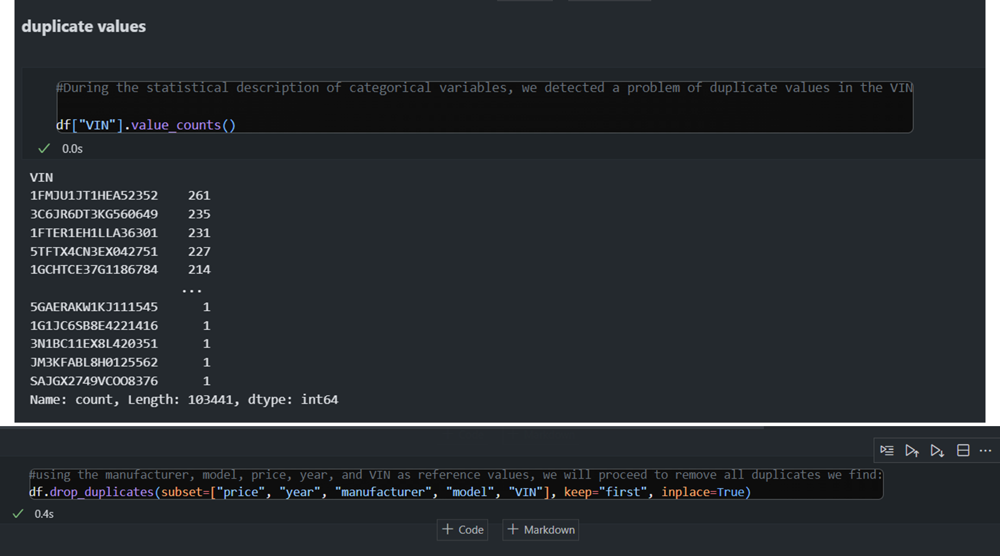 duplicate values
#During the statistical description of categorical variables, we detected a problem of duplicate values in the VIN
df["VIN"].value_counts()
0.0s
VIN
1FMJU1JT1HEA52352 261
3C6JR6DT3KG560649 235
1FTER1EH1LLA36301 231
5TFTX4CN3EX042751 227
1GCHTCE37G1186784 214
...
5GAERAKW1KJ111545 1
1G1JC6SB8E4221416 1
3N1BC11EX8L420351 1
JM3KFABL8H0125562 1
SAJGX2749VCOO8376 1
Name: count, Length: 103441, dtype: int64
#using the manufacturer, model, price, year, and VIN as reference values, we will proceed to remove all duplicates we find:
df.drop_duplicates(subset=["price", "year", "manufacturer", "model", "VIN"], keep="first", inplace=True)
0.4s
+ Code + Markdown